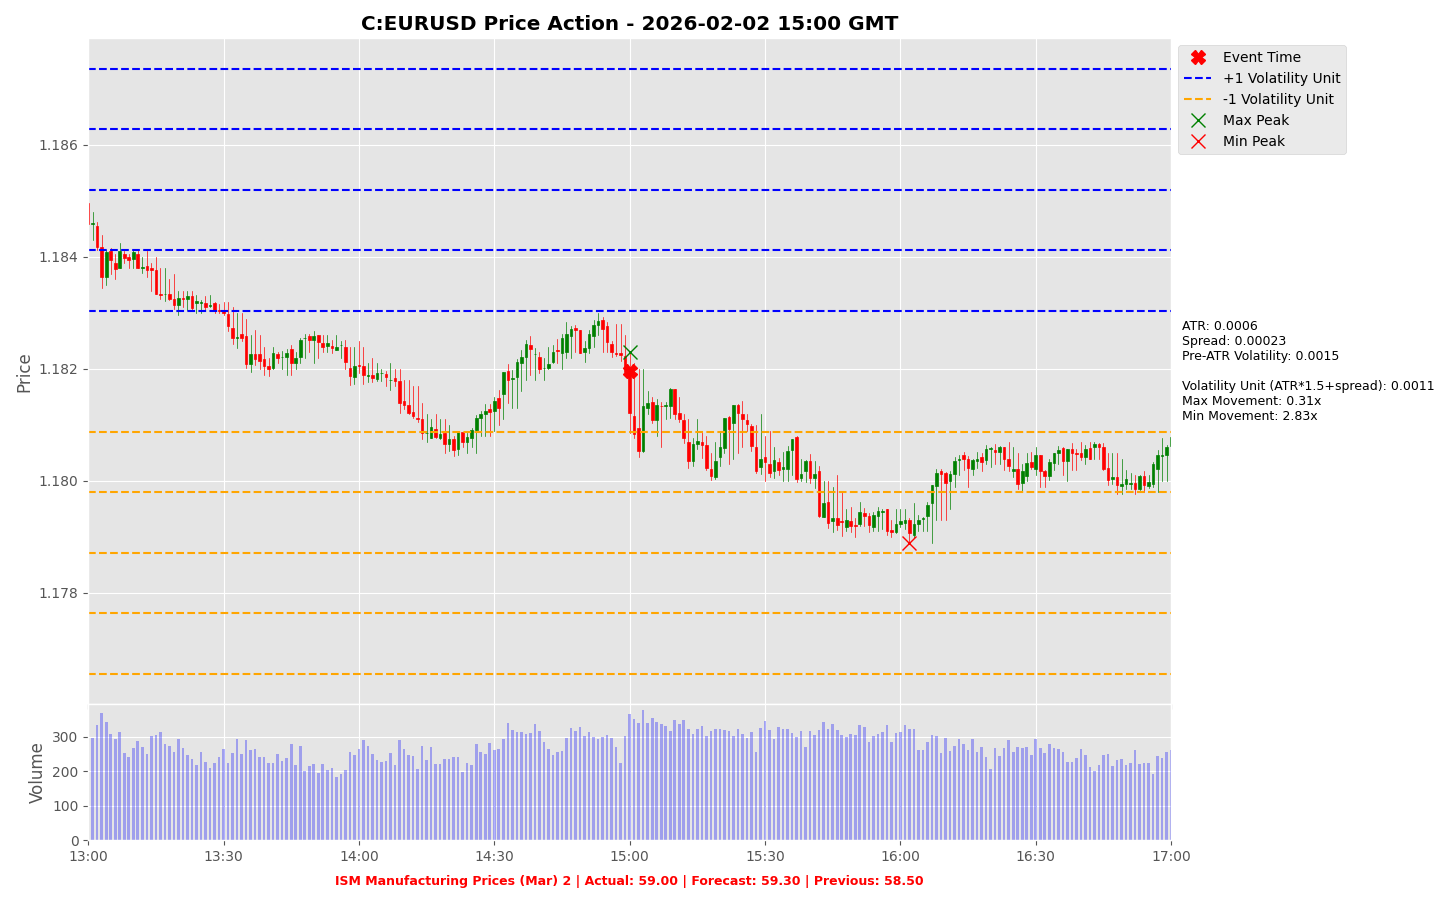 C:EURUSD Price Action - 2026-02-02 15:00 GMT
Event Time
+1 Volatility Unit
-1 Volatility Unit
Max Peak
Min Peak
1.186
1.184
1.182
1.180
1.178
Price
ATR: 0.0006
Spread: 0.00023
Pre-ATR Volatility: 0.0015
Volatility Unit (ATR*1.5+spread): 0.0011
Max Movement: 0.31x
Min Movement: 2.83x
300
200
100
0
Volume
13:00 13:30 14:00 14:30 15:00 15:30 16:00 16:30 17:00
ISM Manufacturing Prices (Mar) 2 | Actual: 59.00 | Forecast: 59.30 | Previous: 58.50